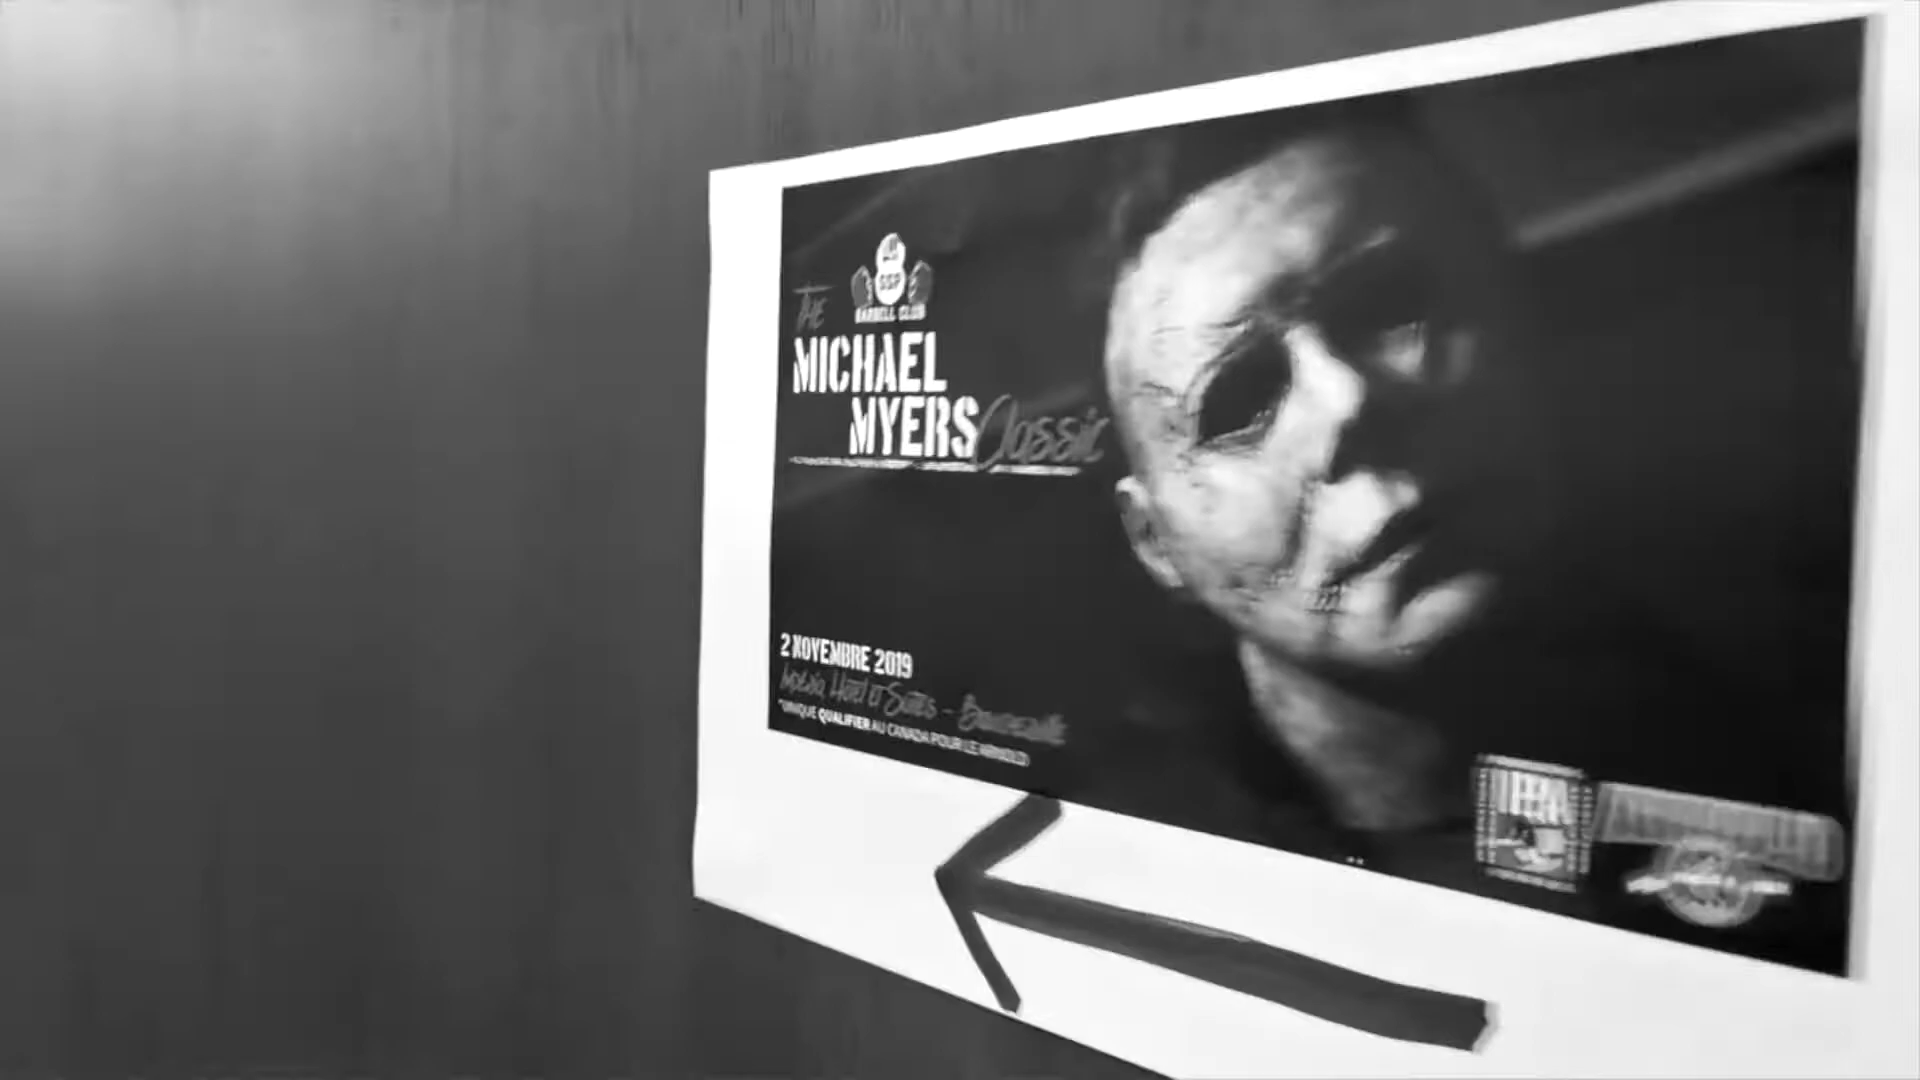 SSP
BARBELL CLUB
THE
MICHAEL
MYERS Classic
2 NOVEMBRE 2019
Hotel et Suites -
*UNIQUE QUALIFIER AU CANADA POUR LE ARNOLD